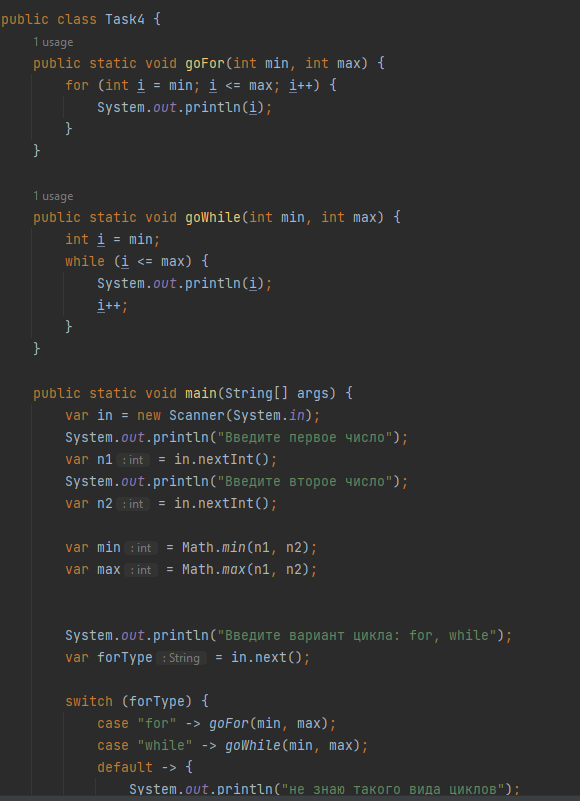 public class Task4 {
1 usage
public static void goFor(int min, int max) {
for (int i = min; i <= max; i++) {
System.out.println(i);
}
}
1 usage
public static void goWhile(int min, int max) {
int i = min;
while (i <= max) {
System.out.println(i);
i++;
}
}
public static void main(String[] args) {
var in = new Scanner(System.in);
System.out.println("Введите первое число");
var n1 : int = in.nextInt();
System.out.println("Введите второе число");
var n2 : int = in.nextInt();
var min : int = Math.min(n1, n2);
var max : int = Math.max(n1, n2);
System.out.println("Введите вариант цикла: for, while");
var forType : String = in.next();
switch (forType) {
case "for" -> goFor(min, max);
case "while" -> goWhile(min, max);
default -> {
System.out.println("не знаю такого вида циклов");